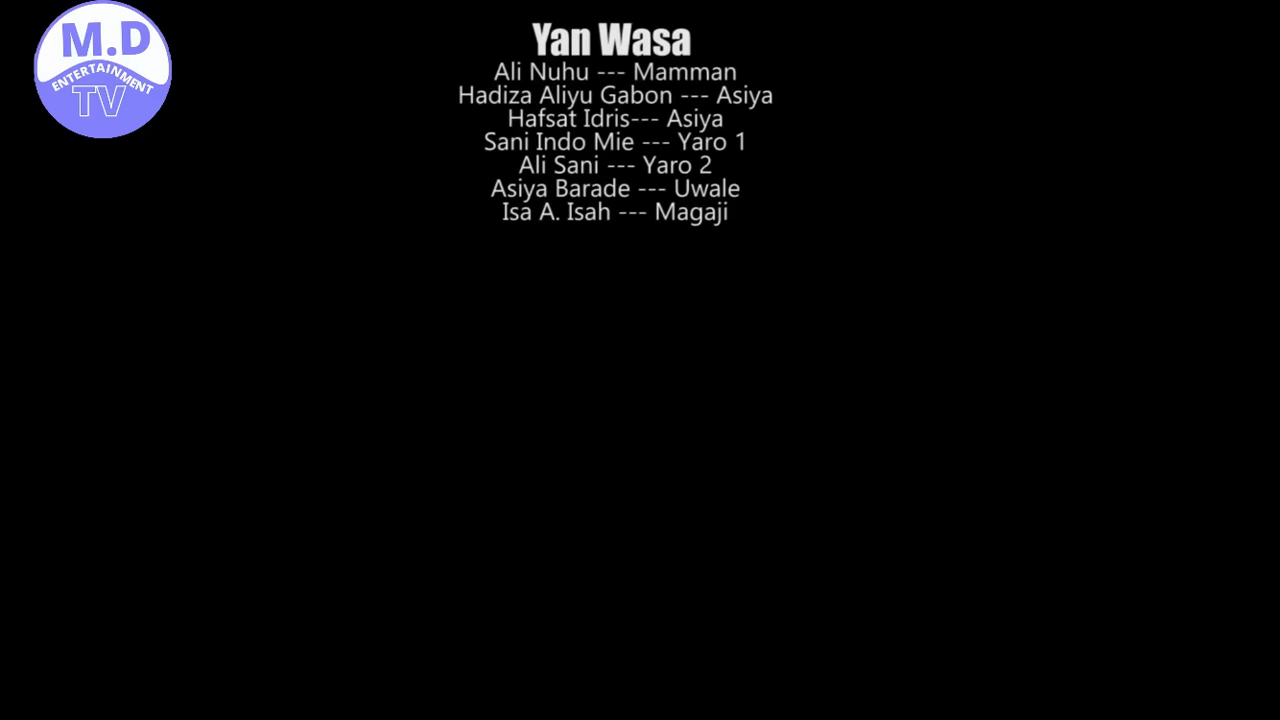 M.D
ENTERTAINMENT
TV
Yan Wasa
Ali Nuhu --- Mamman
Hadiza Aliyu Gabon --- Asiya
Hafsat Idris--- Asiya
Sani Indo Mie --- Yaro 1
Ali Sani --- Yaro 2
Asiya Barade --- Uwale
Isa A. Isah --- Magaji